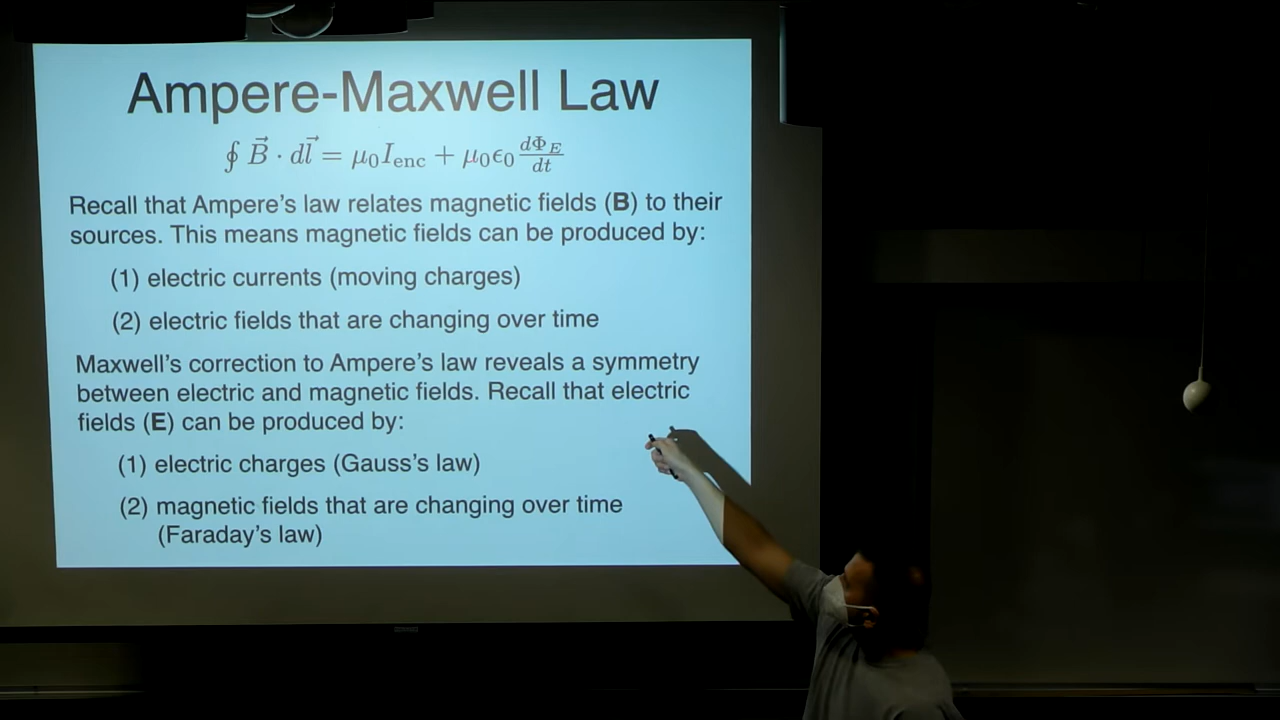 Ampere-Maxwell Law
∮ B⃗ · dl⃗ = μ₀I_enc + μ₀ϵ₀ dΦ_E/dt
Recall that Ampere's law relates magnetic fields (B) to their
sources. This means magnetic fields can be produced by:
(1) electric currents (moving charges)
(2) electric fields that are changing over time
Maxwell's correction to Ampere's law reveals a symmetry
between electric and magnetic fields. Recall that electric
fields (E) can be produced by:
(1) electric charges (Gauss's law)
(2) magnetic fields that are changing over time
(Faraday's law)